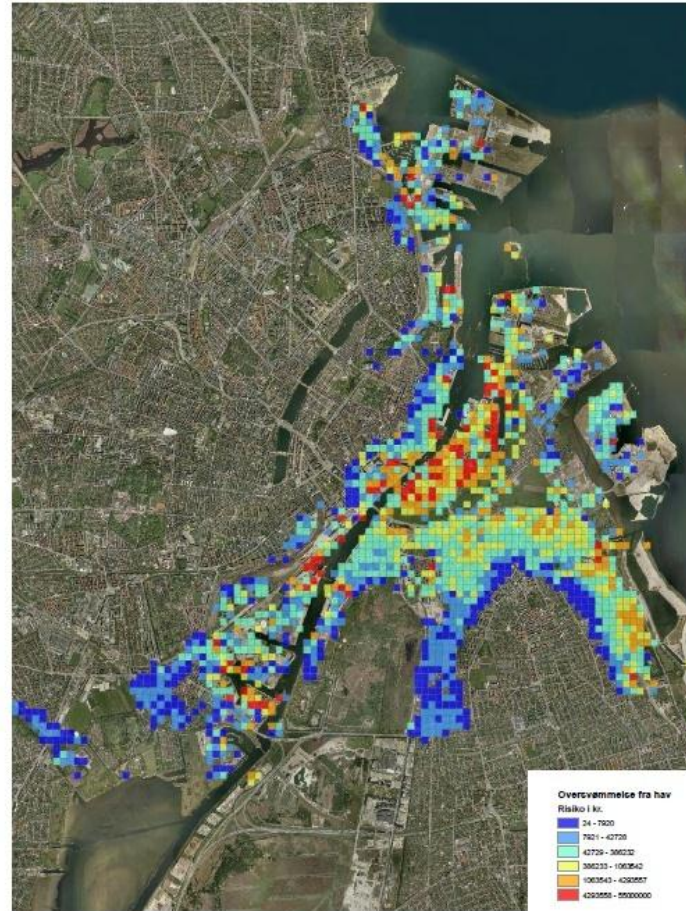 Oversvømmelse fra hav
Risiko i kr.
24 - 7920
7921 - 42728
42729 - 386232
386233 - 1063542
1063543 - 4293557
4293558 - 55000000